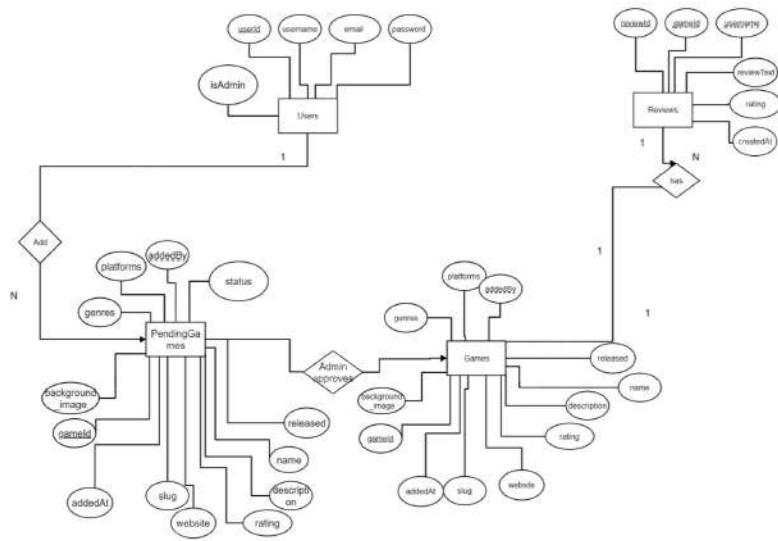 userId
username
email
password
isAdmin
Users
1
Add
N
reviewId
gameId
username
reviewText
rating
createdAt
Reviews
1
N
has
1
1
platforms
addedBy
status
genres
PendingGa
mes
background
image
gameId
addedAt
slug
website
rating
descripti
on
name
released
Admin
approves
platforms
addedBy
genres
Games
background
image
gameId
addedAt
slug
website
rating
description
name
released